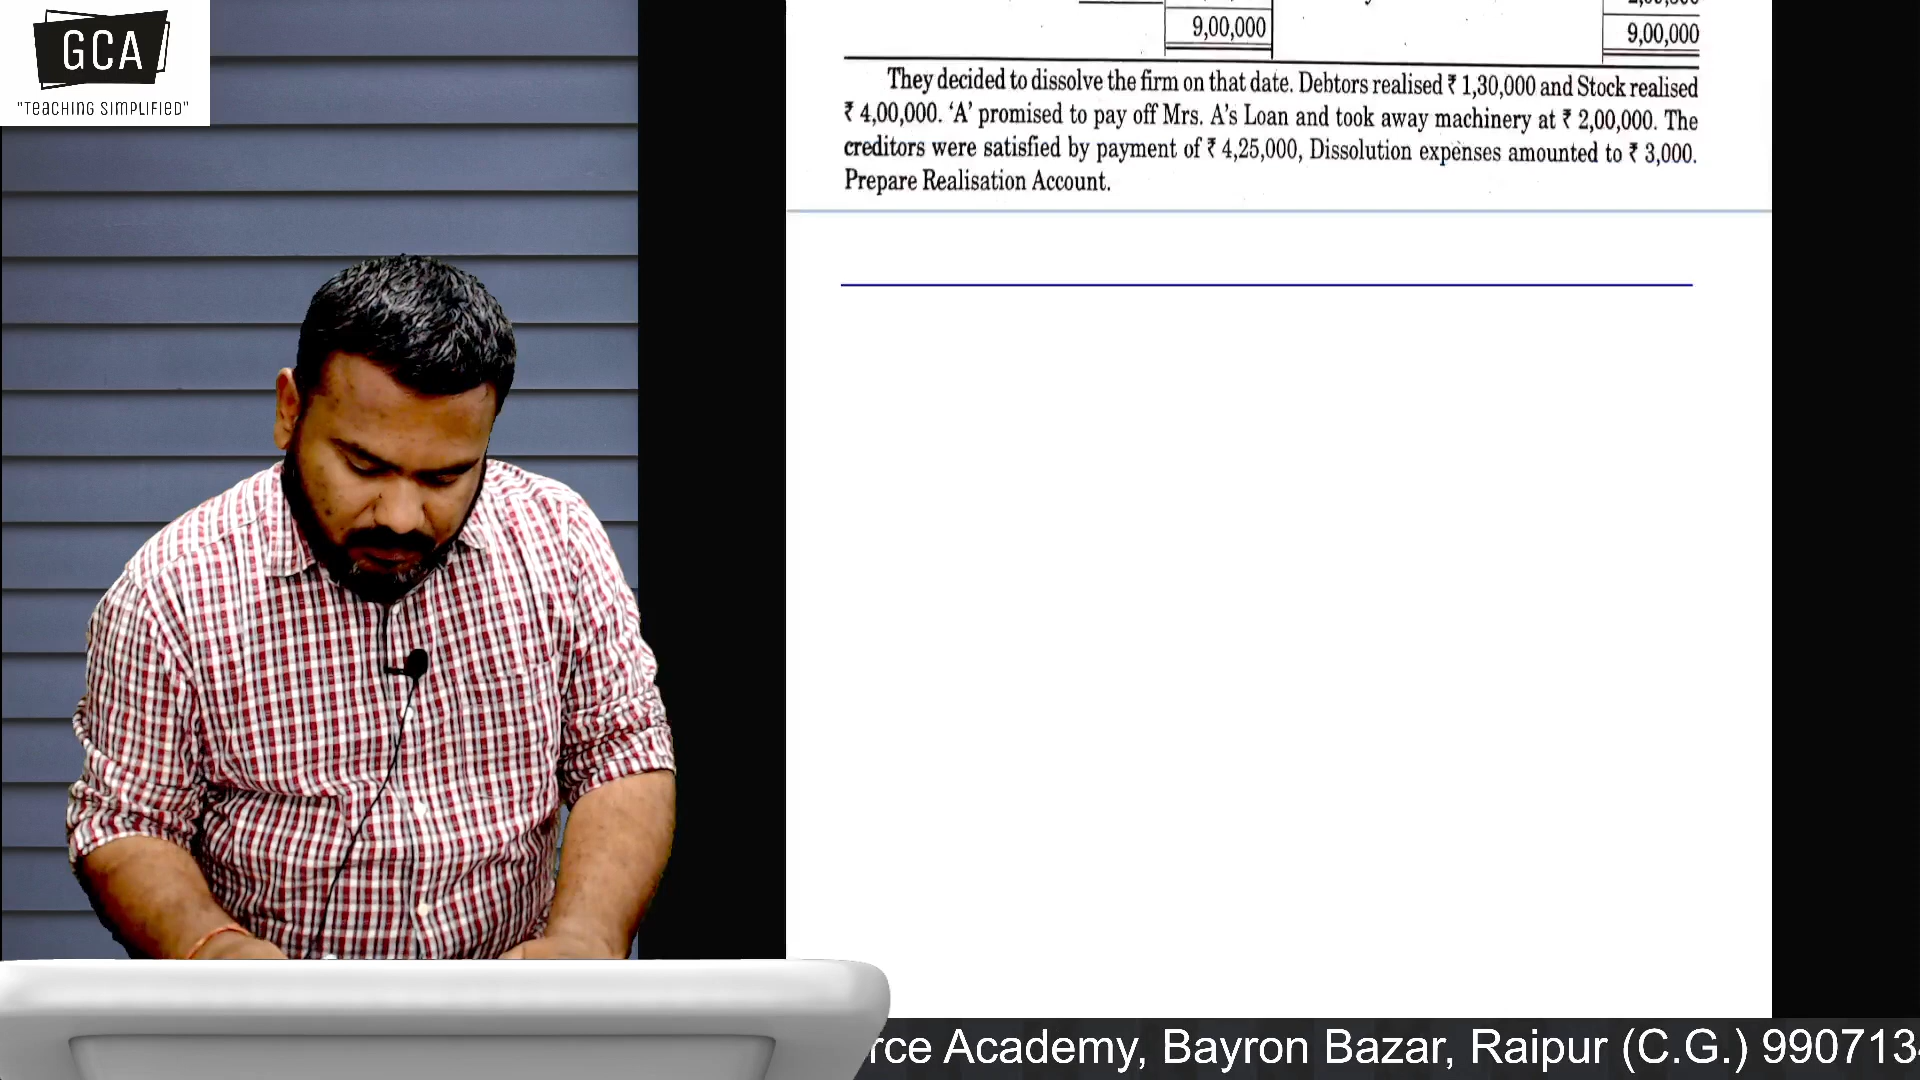 GCA
"TEACHING SIMPLIFIED"
9,00,000
9,00,000
They decided to dissolve the firm on that date. Debtors realised ₹ 1,30,000 and Stock realised
₹ 4,00,000. ‘A’ promised to pay off Mrs. A’s Loan and took away machinery at ₹ 2,00,000. The
creditors were satisfied by payment of ₹ 4,25,000, Dissolution expenses amounted to ₹ 3,000.
Prepare Realisation Account.
rce Academy, Bayron Bazar, Raipur (C.G.) 990713